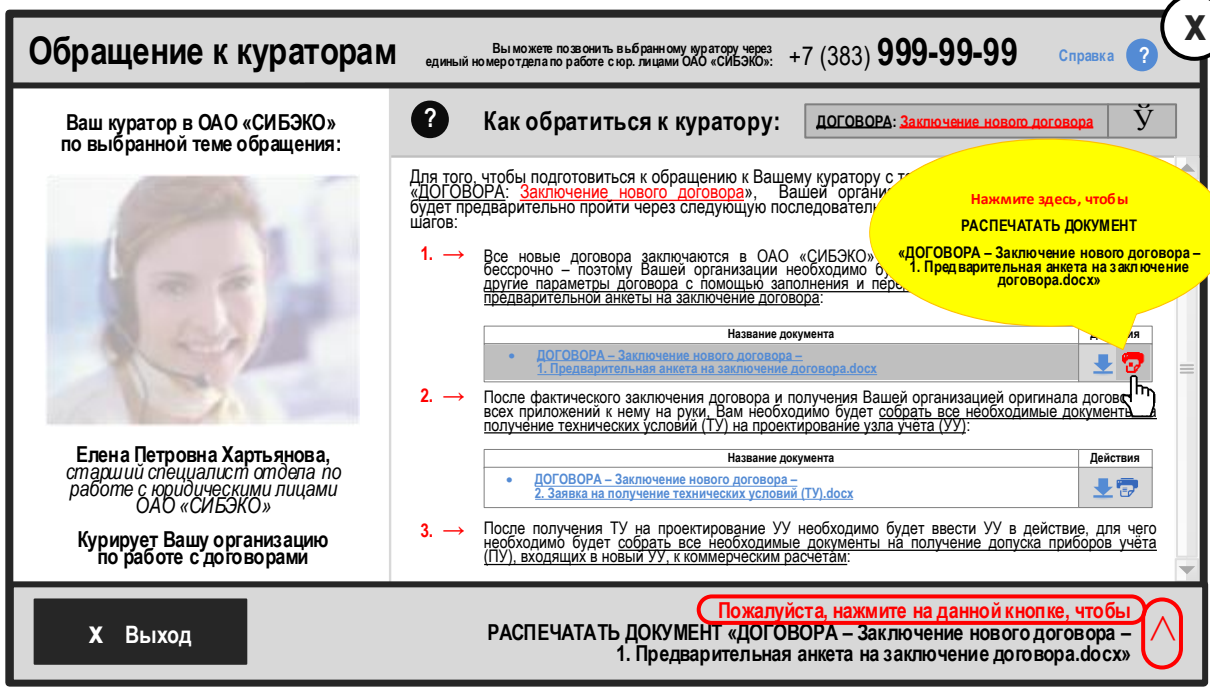 X
Обращение к кураторам
Вы можете позвонить выбранному куратору через
единый номер отдела по работе с юр. лицами ОАО «СИБЭКО»:
+7 (383) 999-99-99
Справка ?
Ваш куратор в ОАО «СИБЭКО»
по выбранной теме обращения:
Елена Петровна Хартьянова,
старший специалист отдела по
работе с юридическими лицами
ОАО «СИБЭКО»
Курирует Вашу организацию
по работе с договорами
? Как обратиться к куратору:
ДОГОВОРА: Заключение нового договора
Ў
Для того, чтобы подготовиться к обращению к Вашему куратору с
«ДОГОВОРА: Заключение нового договора», Вашей
будет предварительно пройти через следующую
шагов:
Нажмите здесь, чтобы
РАСПЕЧАТАТЬ ДОКУМЕНТ
«ДОГОВОРА – Заключение нового договора –
1. Предварительная анкета на заключение
договора.docx»
1. → Все новые договора заключаются в ОАО «СИБЭКО»
бессрочно – поэтому Вашей организации необходимо
другие параметры договора с помощью заполнения и
предварительной анкеты на заключение договора:
Название документа
• ДОГОВОРА – Заключение нового договора –
1. Предварительная анкета на заключение договора.docx
2. → После фактического заключения договора и получения Вашей организацией оригинала
всех приложений к нему на руки, Вам необходимо будет собрать все необходимые документы
получение технических условий (ТУ) на проектирование узла учёта (УУ):
Название документа Действия
• ДОГОВОРА – Заключение нового договора –
2. Заявка на получение технических условий (ТУ).docx
3. → После получения ТУ на проектирование УУ необходимо будет ввести УУ в действие, для чего
необходимо будет собрать все необходимые документы на получение допуска приборов учёта
(ПУ), входящих в новый УУ, к коммерческим расчётам:
X Выход
Пожалуйста, нажмите на данной кнопке, чтобы
РАСПЕЧАТАТЬ ДОКУМЕНТ «ДОГОВОРА – Заключение нового договора –
1. Предварительная анкета на заключение договора.docx»